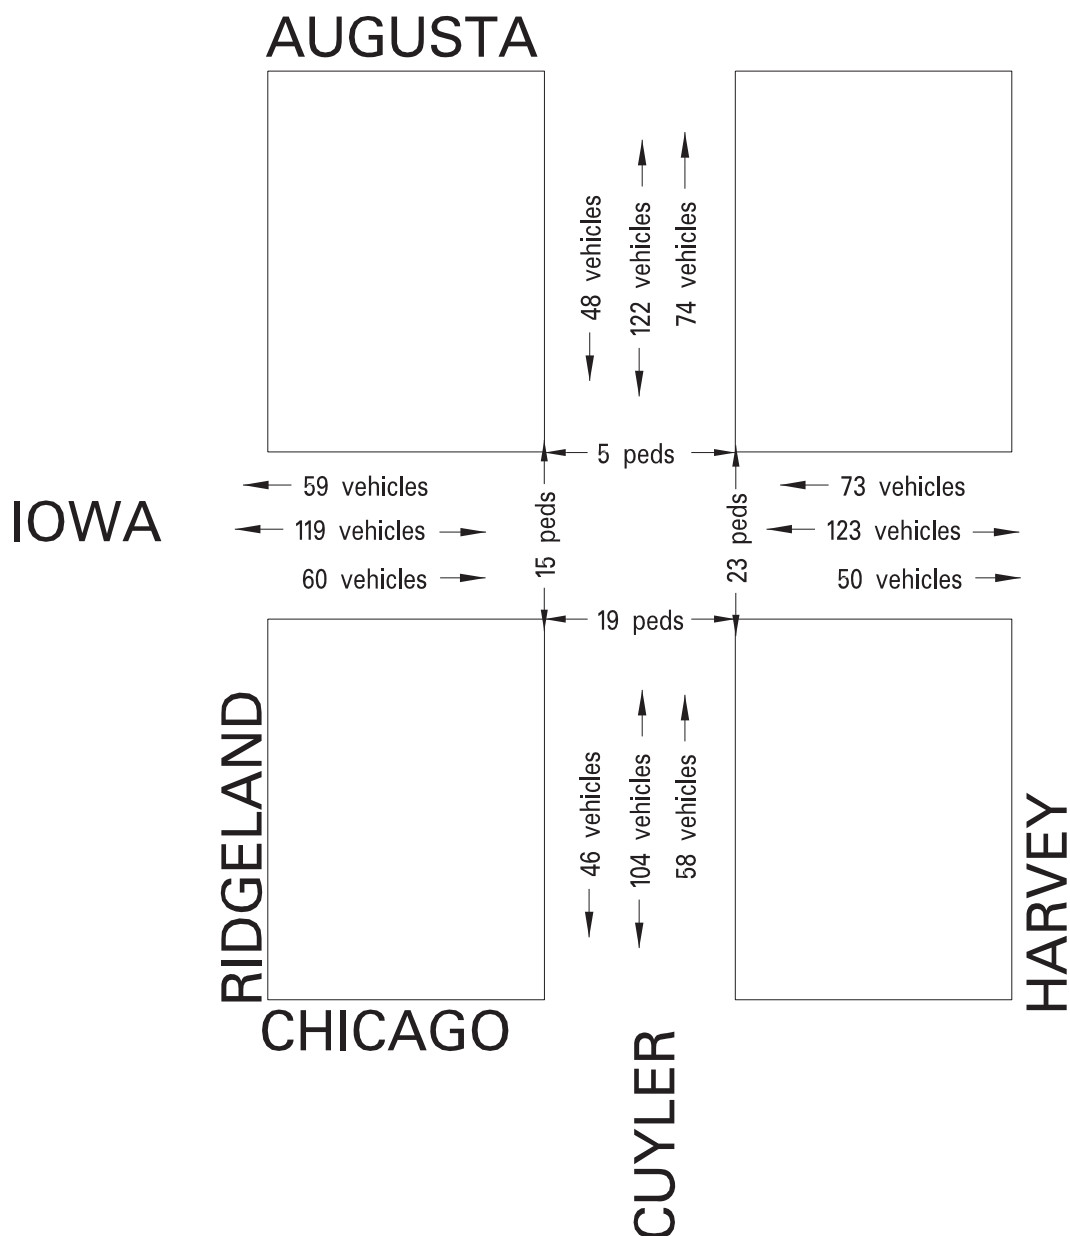 AUGUSTA
48 vehicles
122 vehicles
74 vehicles
5 peds
59 vehicles
73 vehicles
IOWA
119 vehicles
15 peds
23 peds
123 vehicles
60 vehicles
50 vehicles
19 peds
RIDGELAND
46 vehicles
104 vehicles
58 vehicles
HARVEY
CHICAGO
CUYLER